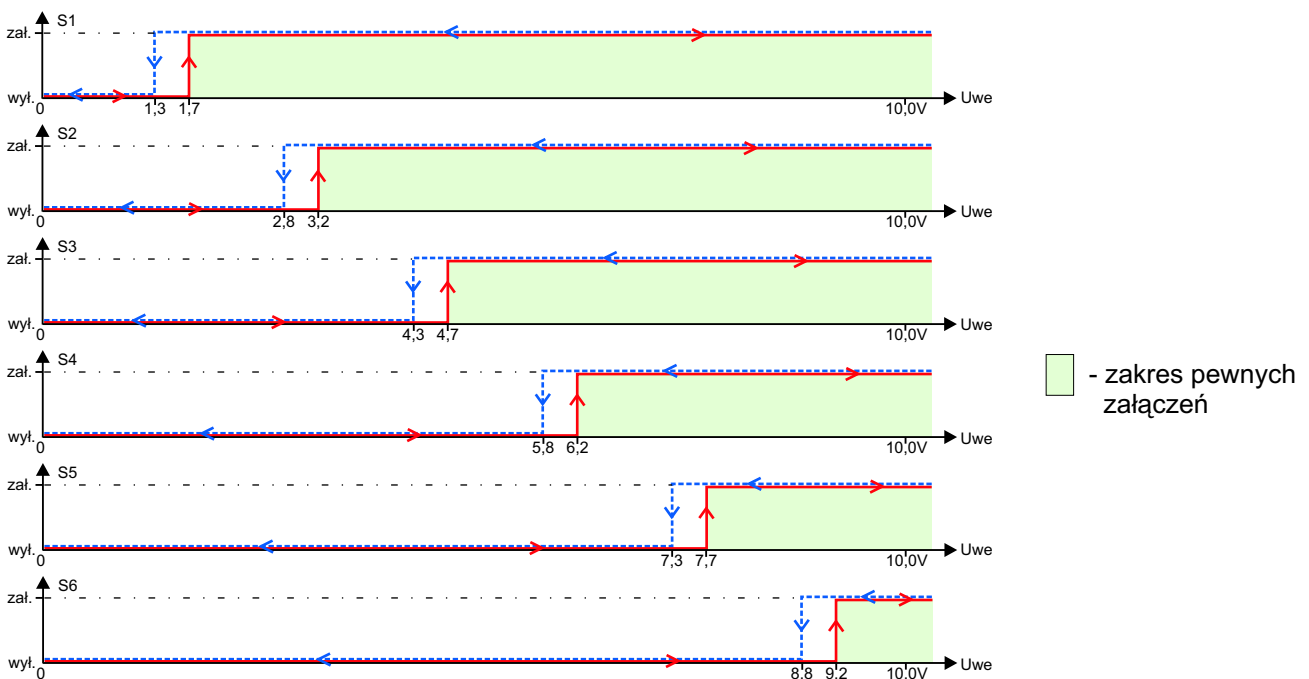 S1
zał.
wył.
0
1,3
1,7
10,0V
Uwe
S2
zał.
wył.
0
2,8
3,2
10,0V
Uwe
S3
zał.
wył.
0
4,3
4,7
10,0V
Uwe
S4
zał.
wył.
0
5,8
6,2
10,0V
Uwe
S5
zał.
wył.
0
7,3
7,7
10,0V
Uwe
S6
zał.
wył.
0
8,8
9,2
10,0V
Uwe
- zakres pewnych
załączeń